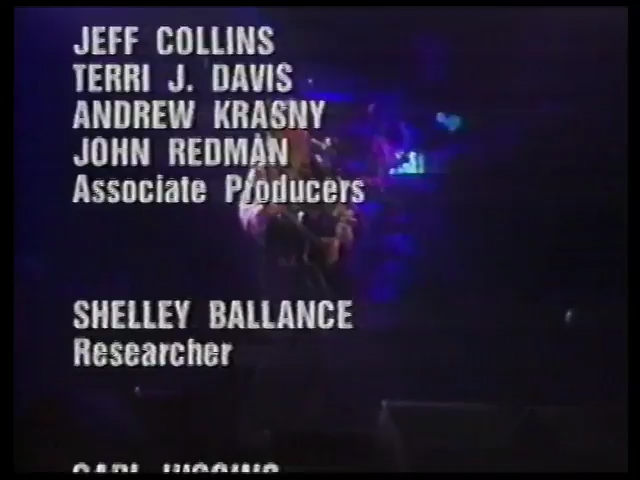 JEFF COLLINS
TERRI J. DAVIS
ANDREW KRASNY
JOHN REDMAN
Associate Producers
SHELLEY BALLANCE
Researcher